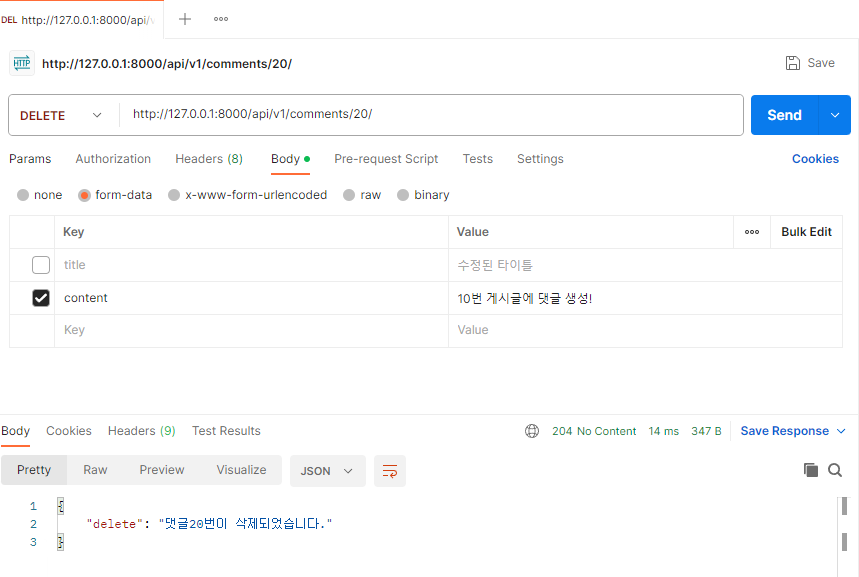 DEL http://127.0.0.1:8000/api/v
HTTP http://127.0.0.1:8000/api/v1/comments/20/ Save
DELETE http://127.0.0.1:8000/api/v1/comments/20/ Send
Params Authorization Headers (8) Body Pre-request Script Tests Settings Cookies
none form-data x-www-form-urlencoded raw binary
Key Value Bulk Edit
title 수정된 타이틀
content 10번 게시글에 댓글 생성!
Key Value
Body Cookies Headers (9) Test Results 204 No Content 14 ms 347 B Save Response
Pretty Raw Preview Visualize JSON
1 {
2 "delete": "댓글20번이 삭제되었습니다."
3 }